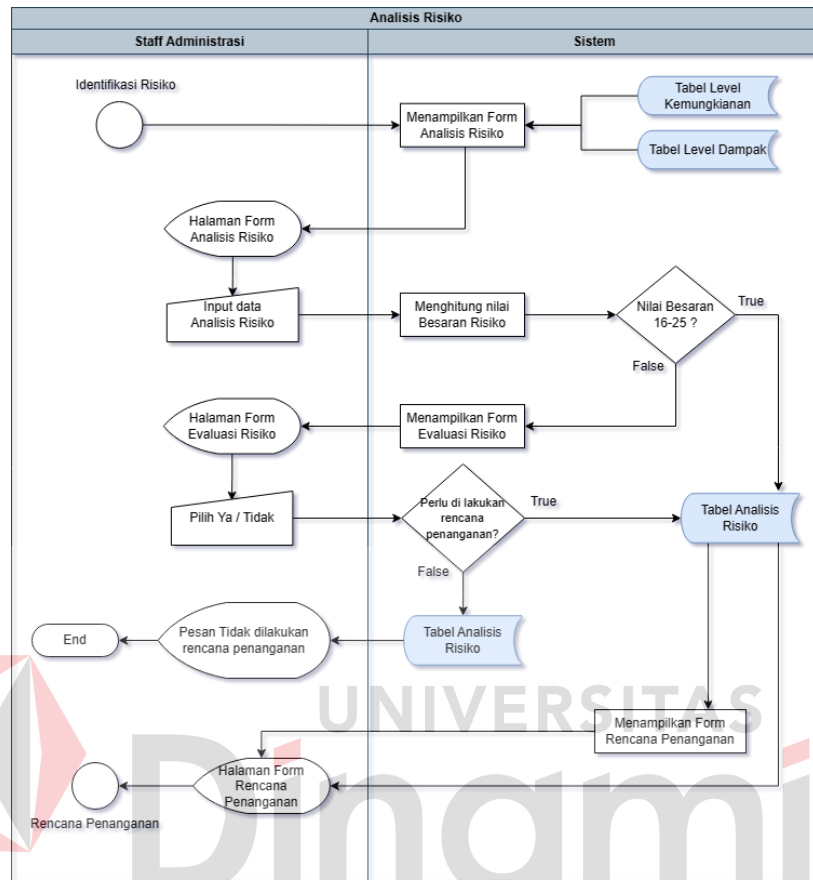 Analisis Risiko
Staff Administrasi
Sistem
Identifikasi Risiko
Menampilkan Form
Analisis Risiko
Tabel Level
Kemungkianan
Tabel Level Dampak
Halaman Form
Analisis Risiko
Input data
Analisis Risiko
Menghitung nilai
Besaran Risiko
Nilai Besaran
16-25 ?
True
False
Halaman Form
Evaluasi Risiko
Menampilkan Form
Evaluasi Risiko
Pilih Ya / Tidak
Perlu di lakukan
rencana
penanganan?
True
Tabel Analisis
Risiko
False
End
Pesan Tidak dilakukan
rencana penanganan
Tabel Analisis
Risiko
UNIVERSITAS
Menampilkan Form
Rencana Penanganan
Halaman Form
Rencana
Penanganan
Rencana Penanganan
Dinami